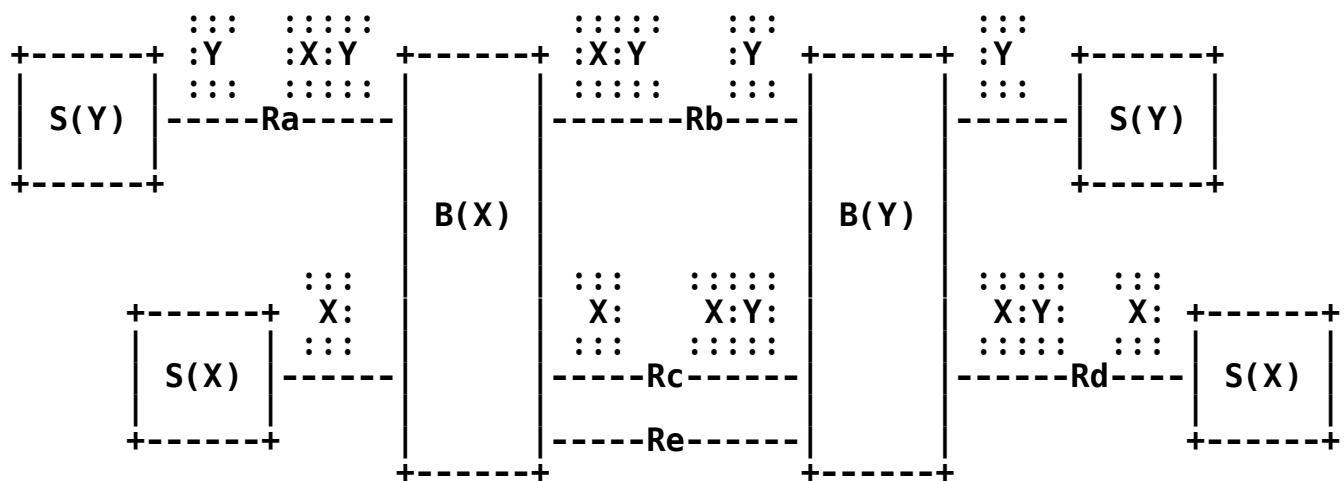 ::: ::::: ::::: ::: :::
+------+ :Y :X:Y +------+ :X:Y :Y +------+ :Y +------+
::: ::::: ::::: ::: :::
S(Y) -----Ra----- -------Rb---- ------ S(Y)
+------+ +------+
B(X) B(Y)
::: ::: ::::: ::::: :::
+------+ X: X: X:Y: X:Y: X: +------+
::: ::: ::::: ::::: :::
S(X) ------ -----Rc------ ------Rd---- S(X)
+------+ -----Re------ +------+
+------+ +------+